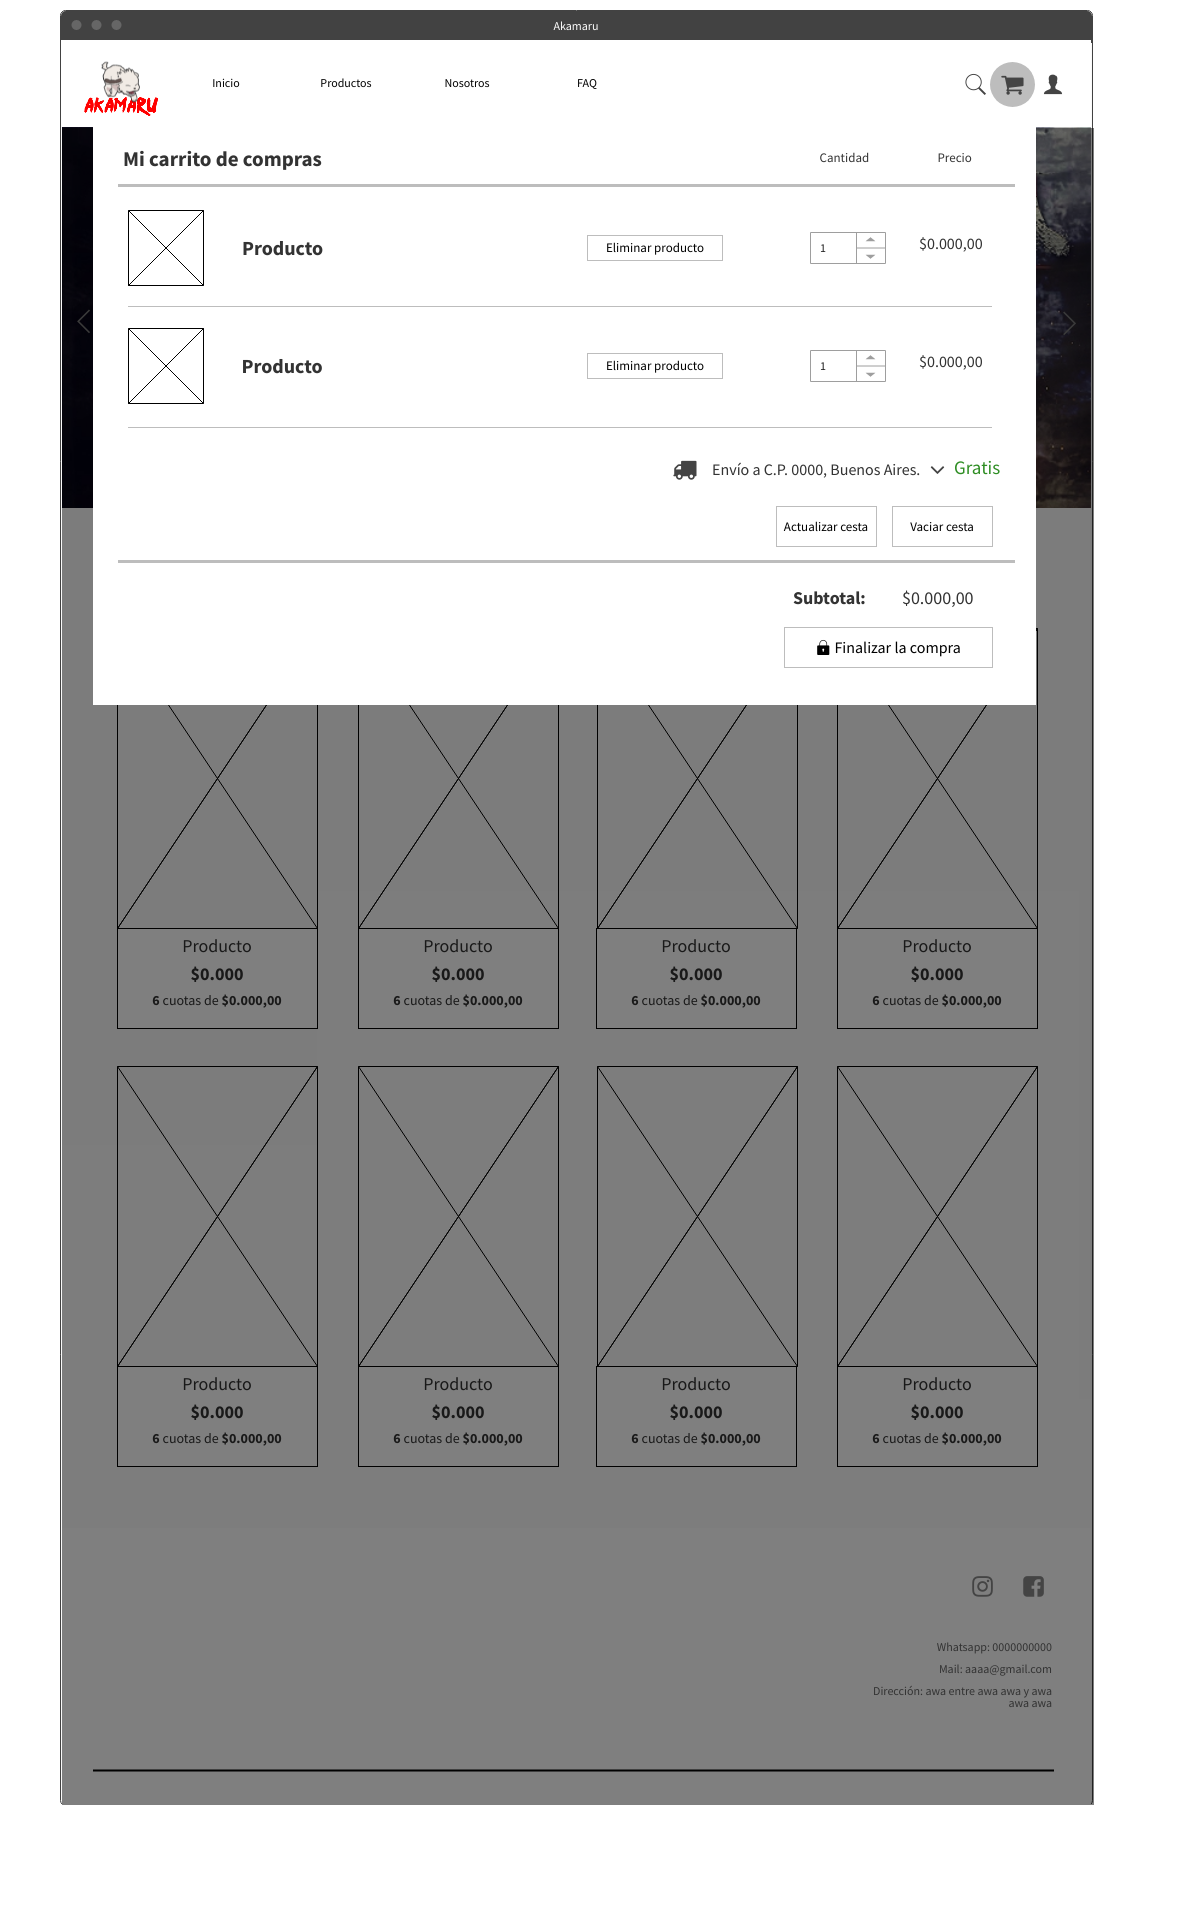 Akamaru
AKAMARU
Inicio
Productos
Nosotros
FAQ
Mi carrito de compras
Cantidad
Precio
Producto
Eliminar producto
1
$0.000,00
Producto
Eliminar producto
1
$0.000,00
Envío a C.P. 0000, Buenos Aires.
Gratis
Actualizar cesta
Vaciar cesta
Subtotal:
$0.000,00
Finalizar la compra
Producto
$0.000
6 cuotas de $0.000,00
Producto
$0.000
6 cuotas de $0.000,00
Producto
$0.000
6 cuotas de $0.000,00
Producto
$0.000
6 cuotas de $0.000,00
Producto
$0.000
6 cuotas de $0.000,00
Producto
$0.000
6 cuotas de $0.000,00
Producto
$0.000
6 cuotas de $0.000,00
Producto
$0.000
6 cuotas de $0.000,00
Whatsapp: 0000000000
Mail: aaaa@gmail.com
Dirección: awa entre awa awa y awa
awa awa